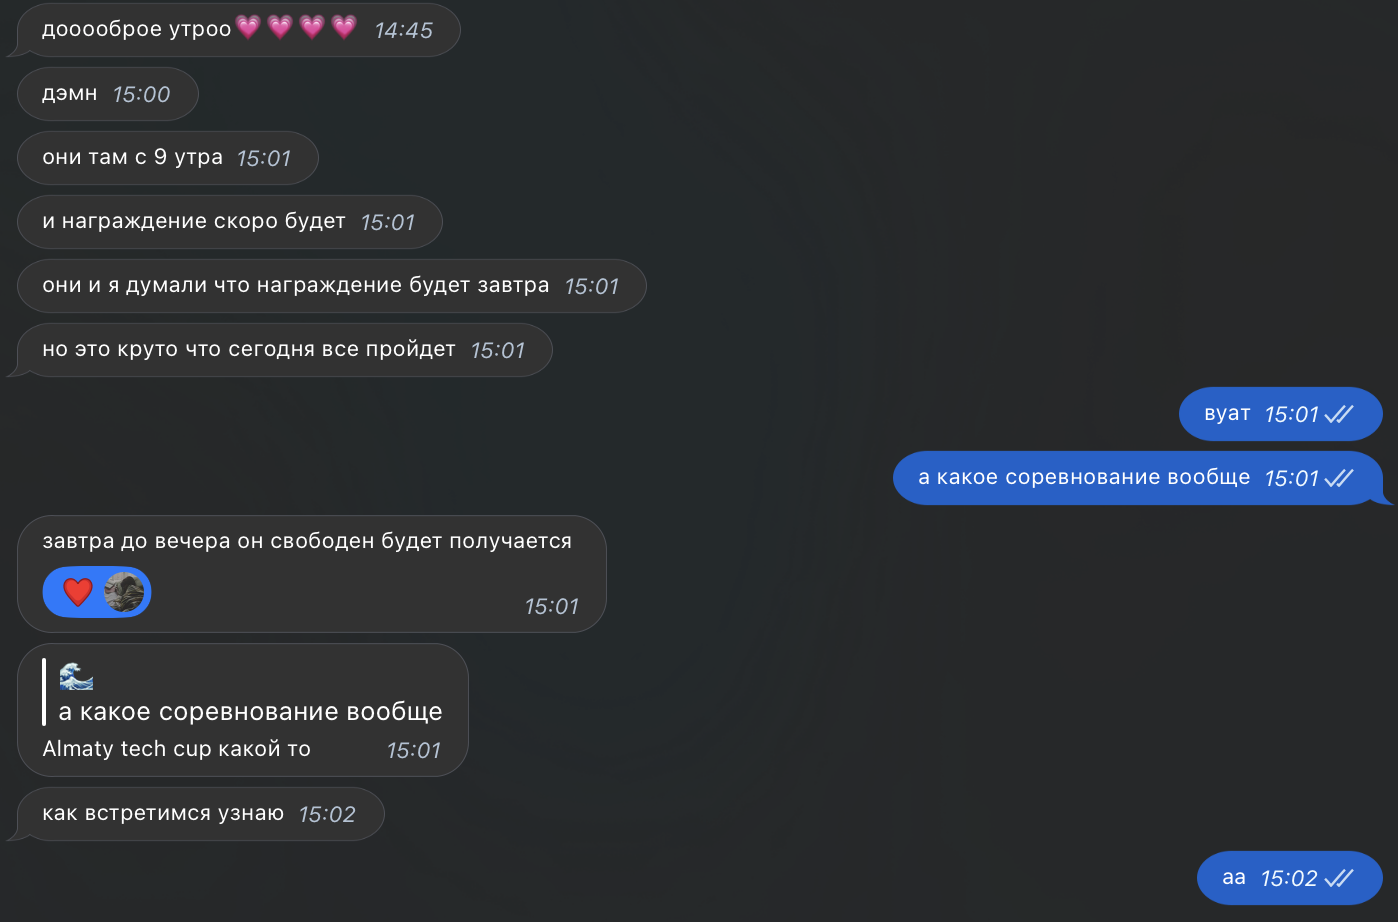 дооооброе утроо💗💗💗💗 14:45
дэмн 15:00
они там с 9 утра 15:01
и награждение скоро будет 15:01
они и я думали что награждение будет завтра 15:01
но это круто что сегодня все пройдет 15:01
вуат 15:01
а какое соревнование вообще 15:01
завтра до вечера он свободен будет получается
❤️ 15:01
🌊
а какое соревнование вообще
Almaty tech cup какой то 15:01
как встретимся узнаю 15:02
аа 15:02